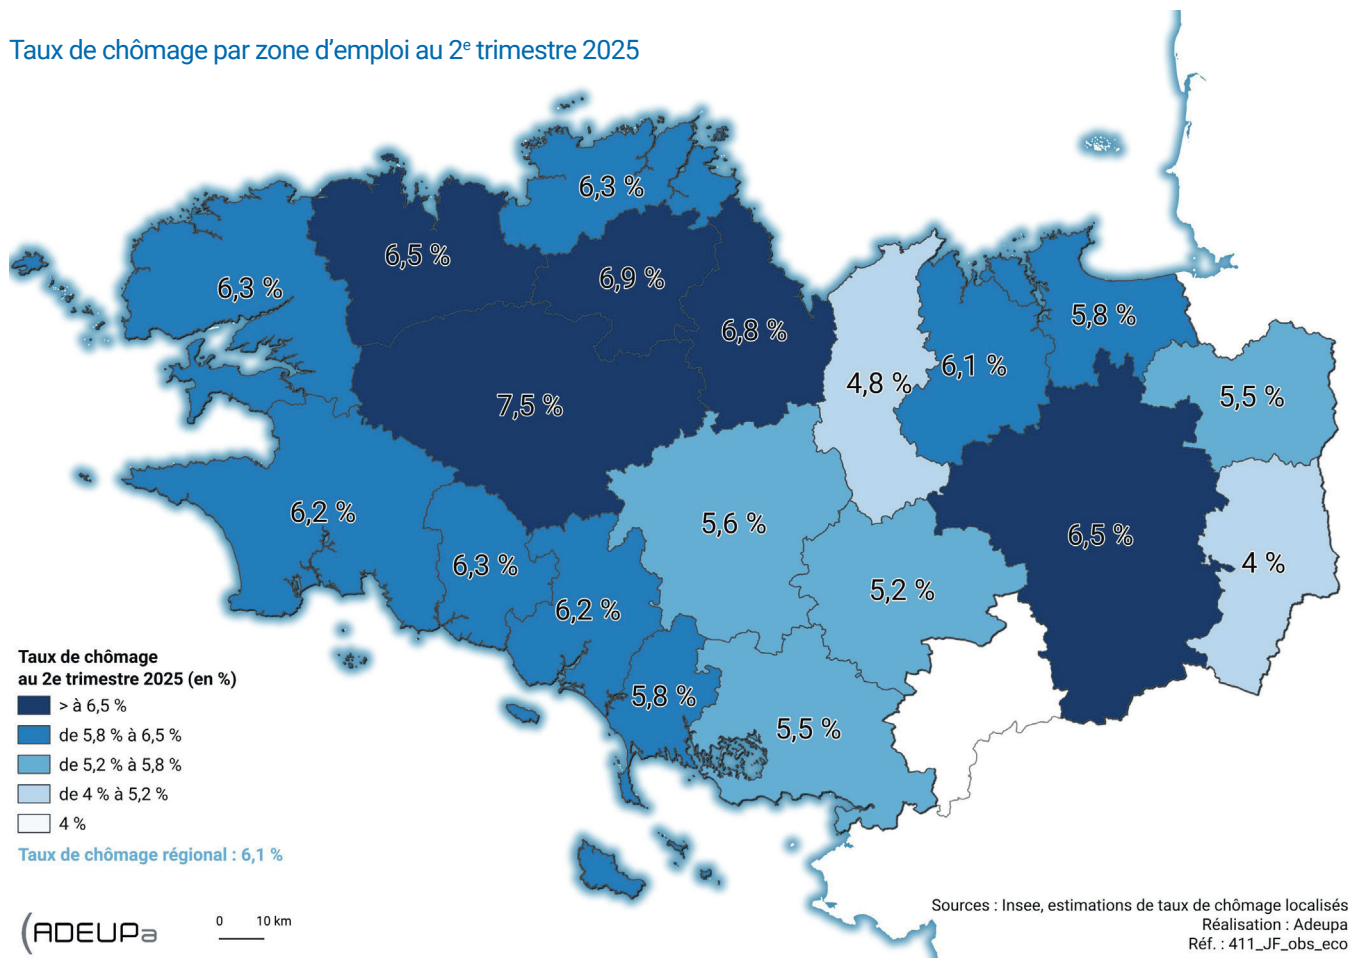 Taux de chômage par zone d'emploi au 2e trimestre 2025
6,3 %
6,5 %
6,3 %
6,9 %
6,8 %
5,8 %
6,1 %
4,8 %
5,5 %
7,5 %
6,2 %
5,6 %
6,5 %
6,3 %
4 %
5,2 %
6,2 %
5,8 %
5,5 %
Taux de chômage
au 2e trimestre 2025 (en %)
> à 6,5 %
de 5,8 % à 6,5 %
de 5,2 % à 5,8 %
de 4 % à 5,2 %
4 %
Taux de chômage régional : 6,1 %
ADEUPa
0 10 km
Sources : Insee, estimations de taux de chômage localisés
Réalisation : Adeupa
Réf. : 411_JF_obs_eco